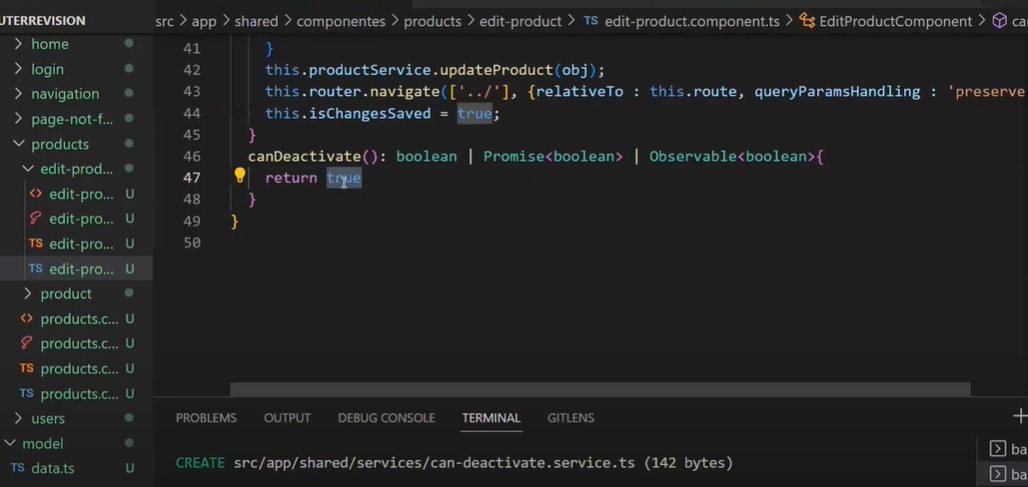 src > app > shared > componentes > products > edit-product > TS edit-product.component.ts > EditProductComponent > ca
UTERREVISION
> home
> login
> navigation
> page-not-f...
products
edit-prod...
<> edit-pro... U
edit-pro... U
TS edit-pro... U
TS edit-pro... U
> product
<> products.c... U
products.c... U
TS products.c... U
TS products.c... U
> users
model
TS data.ts U
41 }
42 this.productService.updateProduct(obj);
43 this.router.navigate(['../'], {relativeTo : this.route, queryParamsHandling : 'preserve
44 this.isChangesSaved = true;
45 }
46 canDeactivate(): boolean | Promise<boolean> | Observable<boolean>{
47 return true
48 }
49 }
50
PROBLEMS OUTPUT DEBUG CONSOLE TERMINAL GITLENS
CREATE src/app/shared/services/can-deactivate.service.ts (142 bytes)
ba
ba